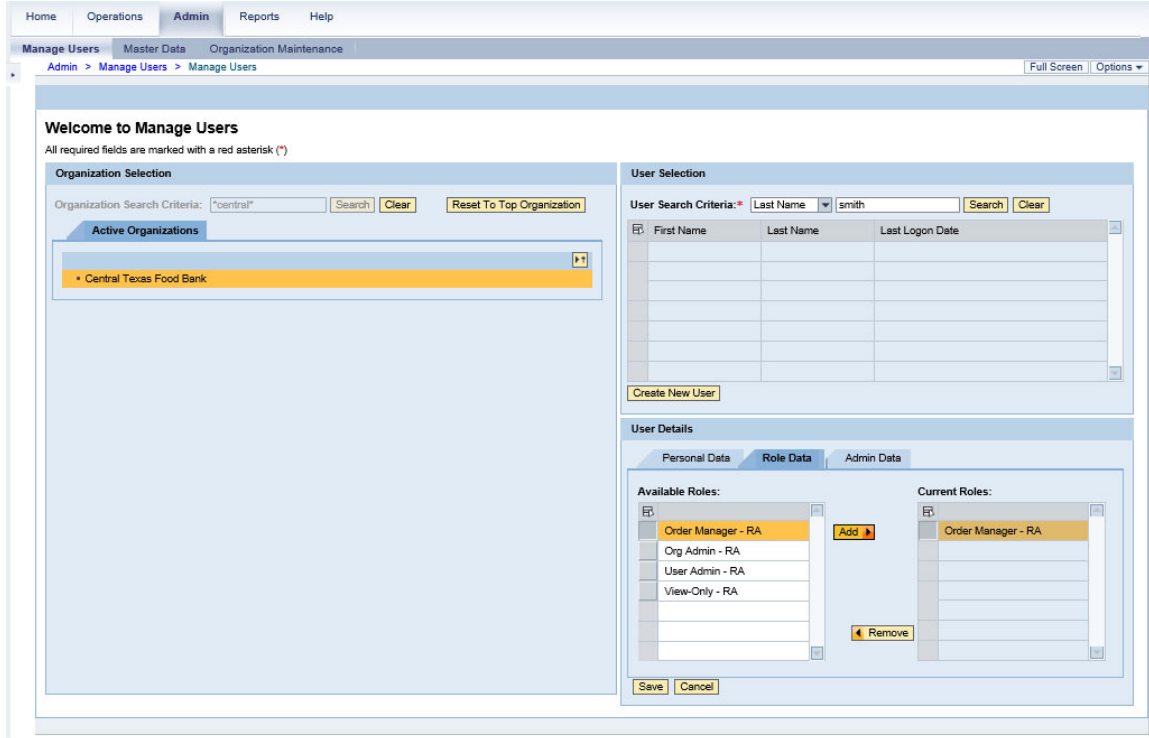 Home Operations Admin Reports Help
Manage Users Master Data Organization Maintenance
Admin > Manage Users > Manage Users Full Screen Options
Welcome to Manage Users
All required fields are marked with a red asterisk (*)
Organization Selection
Organization Search Criteria: *central* Search Clear Reset To Top Organization
Active Organizations
Central Texas Food Bank
User Selection
User Search Criteria:* Last Name smith Search Clear
First Name Last Name Last Logon Date
Create New User
User Details
Personal Data Role Data Admin Data
Available Roles: Current Roles:
Order Manager - RA Add Order Manager - RA
Org Admin - RA
User Admin - RA
View-Only - RA
Remove
Save Cancel